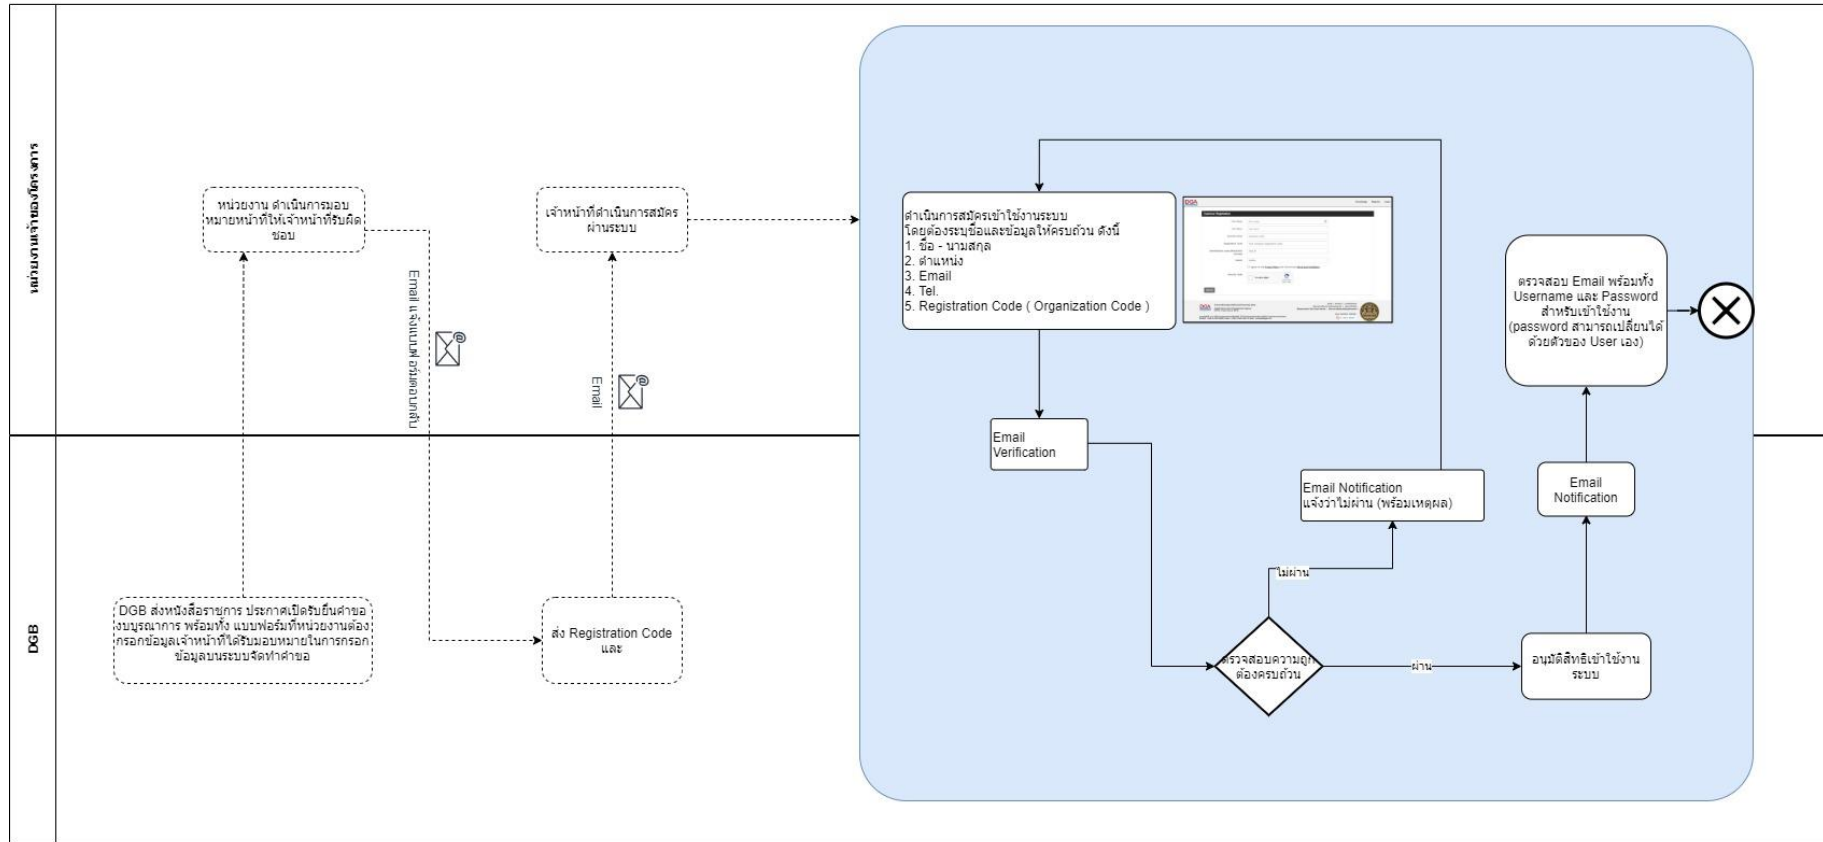 หน่วยงานเจ้าของโครงการ
หน่วยงาน ดำเนินการมอบ
หมายหน้าที่ให้เจ้าหน้าที่รับผิด
ชอบ
Email แจ้งแบบฟอร์มตอบกลับ
เจ้าหน้าที่ดำเนินการสมัคร
ผ่านระบบ
Email
ดำเนินการสมัครเข้าใช้งานระบบ
โดยต้องระบุชื่อและข้อมูลให้ครบถ้วน ดังนี้
1. ชื่อ - นามสกุล
2. ตำแหน่ง
3. Email
4. Tel.
5. Registration Code ( Organization Code )
DGA
ตรวจสอบ Email พร้อมทั้ง
Username และ Password
สำหรับเข้าใช้งาน
(password สามารถเปลี่ยนได้
ด้วยตัวของ User เอง)
Email
Verification
Email Notification
แจ้งว่าไม่ผ่าน (พร้อมเหตุผล)
Email
Notification
DGB
DGB ส่งหนังสือราชการ ประกาศเปิดรับยื่นคำขอ
งบบูรณาการ พร้อมทั้ง แบบฟอร์มที่หน่วยงานต้อง
กรอกข้อมูลเจ้าหน้าที่ได้รับมอบหมายในการกรอก
ข้อมูลบนระบบจัดทำคำขอ
ส่ง Registration Code
และ
ไม่ผ่าน
ตรวจสอบความถูก
ต้องครบถ้วน
ผ่าน
อนุมัติสิทธิเข้าใช้งาน
ระบบ